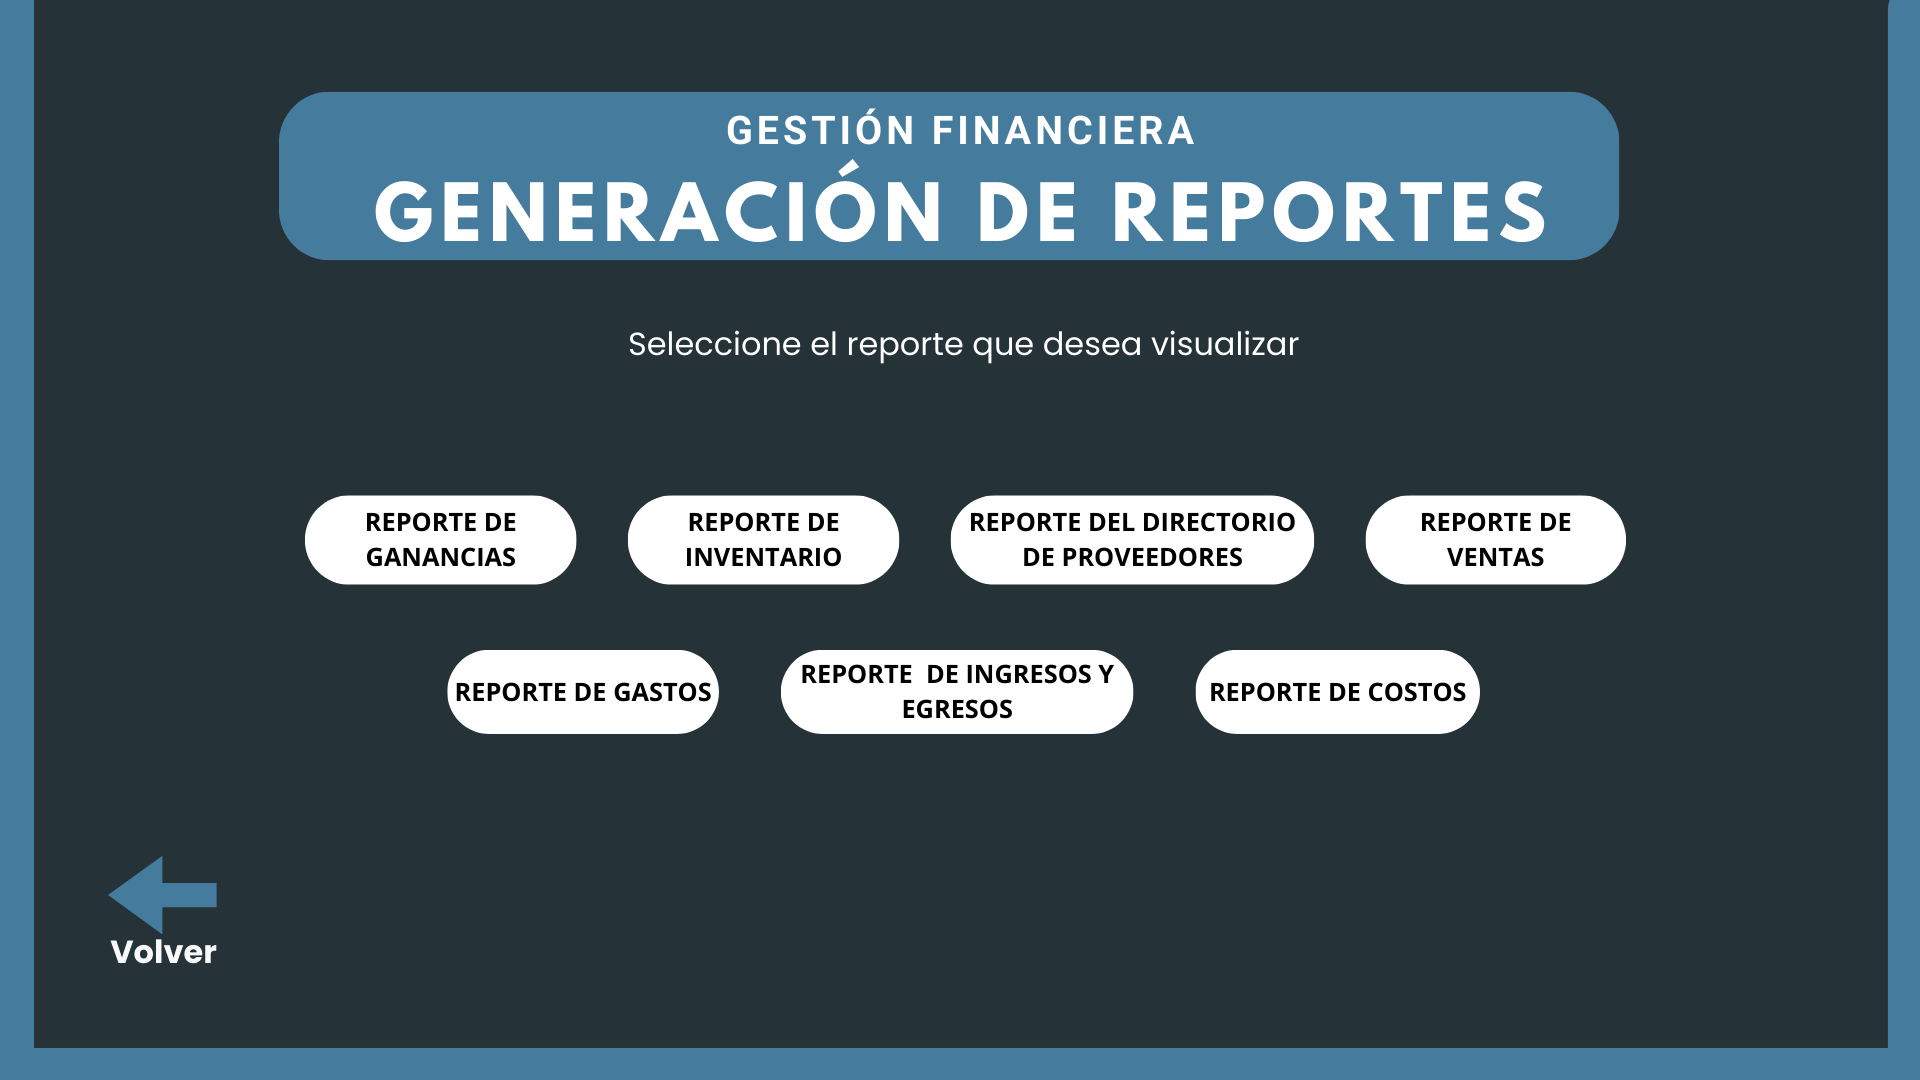 GESTIÓN FINANCIERA
GENERACIÓN DE REPORTES
Seleccione el reporte que desea visualizar
REPORTE DE
GANANCIAS
REPORTE DE
INVENTARIO
REPORTE DEL DIRECTORIO
DE PROVEEDORES
REPORTE DE
VENTAS
REPORTE DE GASTOS
REPORTE  DE INGRESOS Y
EGRESOS
REPORTE DE COSTOS
Volver